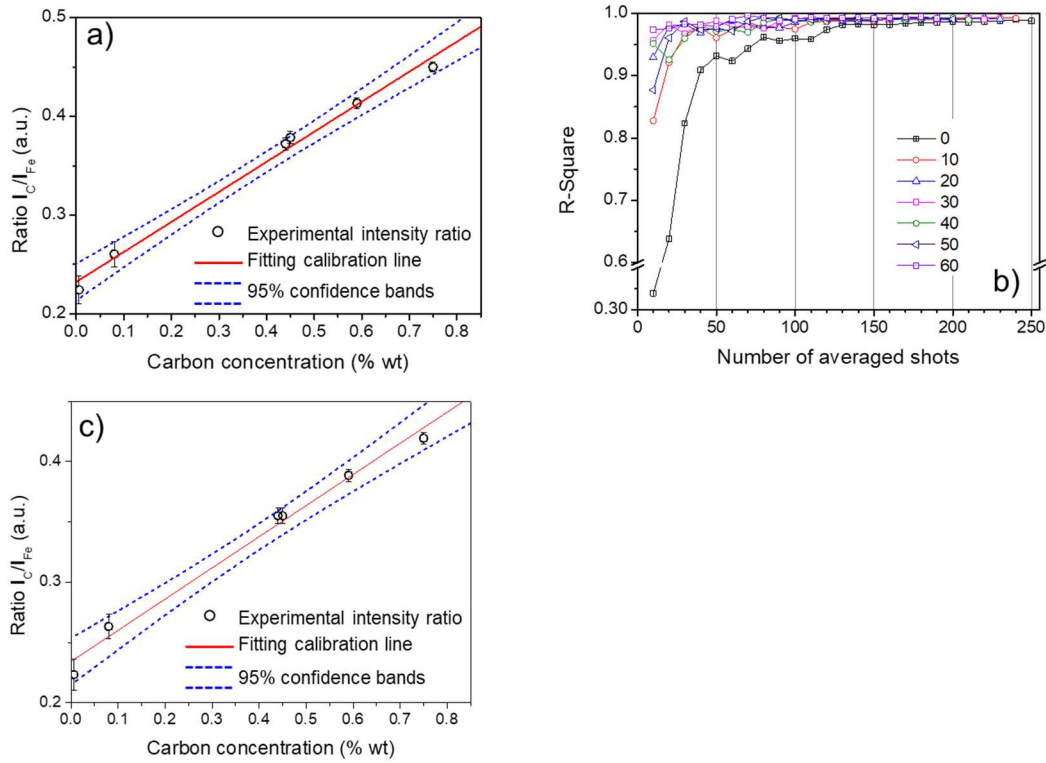 a)
Ratio I_C/I_Fe (a.u.)
0.5
0.4
0.3
0.2
Experimental intensity ratio
Fitting calibration line
95% confidence bands
0.0 0.1 0.2 0.3 0.4 0.5 0.6 0.7 0.8
Carbon concentration (% wt)
b)
R-Square
1.0
0.9
0.8
0.7
0.6
0.30
0
10
20
30
40
50
60
0 50 100 150 200 250
Number of averaged shots
c)
Ratio I_C/I_Fe (a.u.)
0.4
0.3
0.2
Experimental intensity ratio
Fitting calibration line
95% confidence bands
0.0 0.1 0.2 0.3 0.4 0.5 0.6 0.7 0.8
Carbon concentration (% wt)